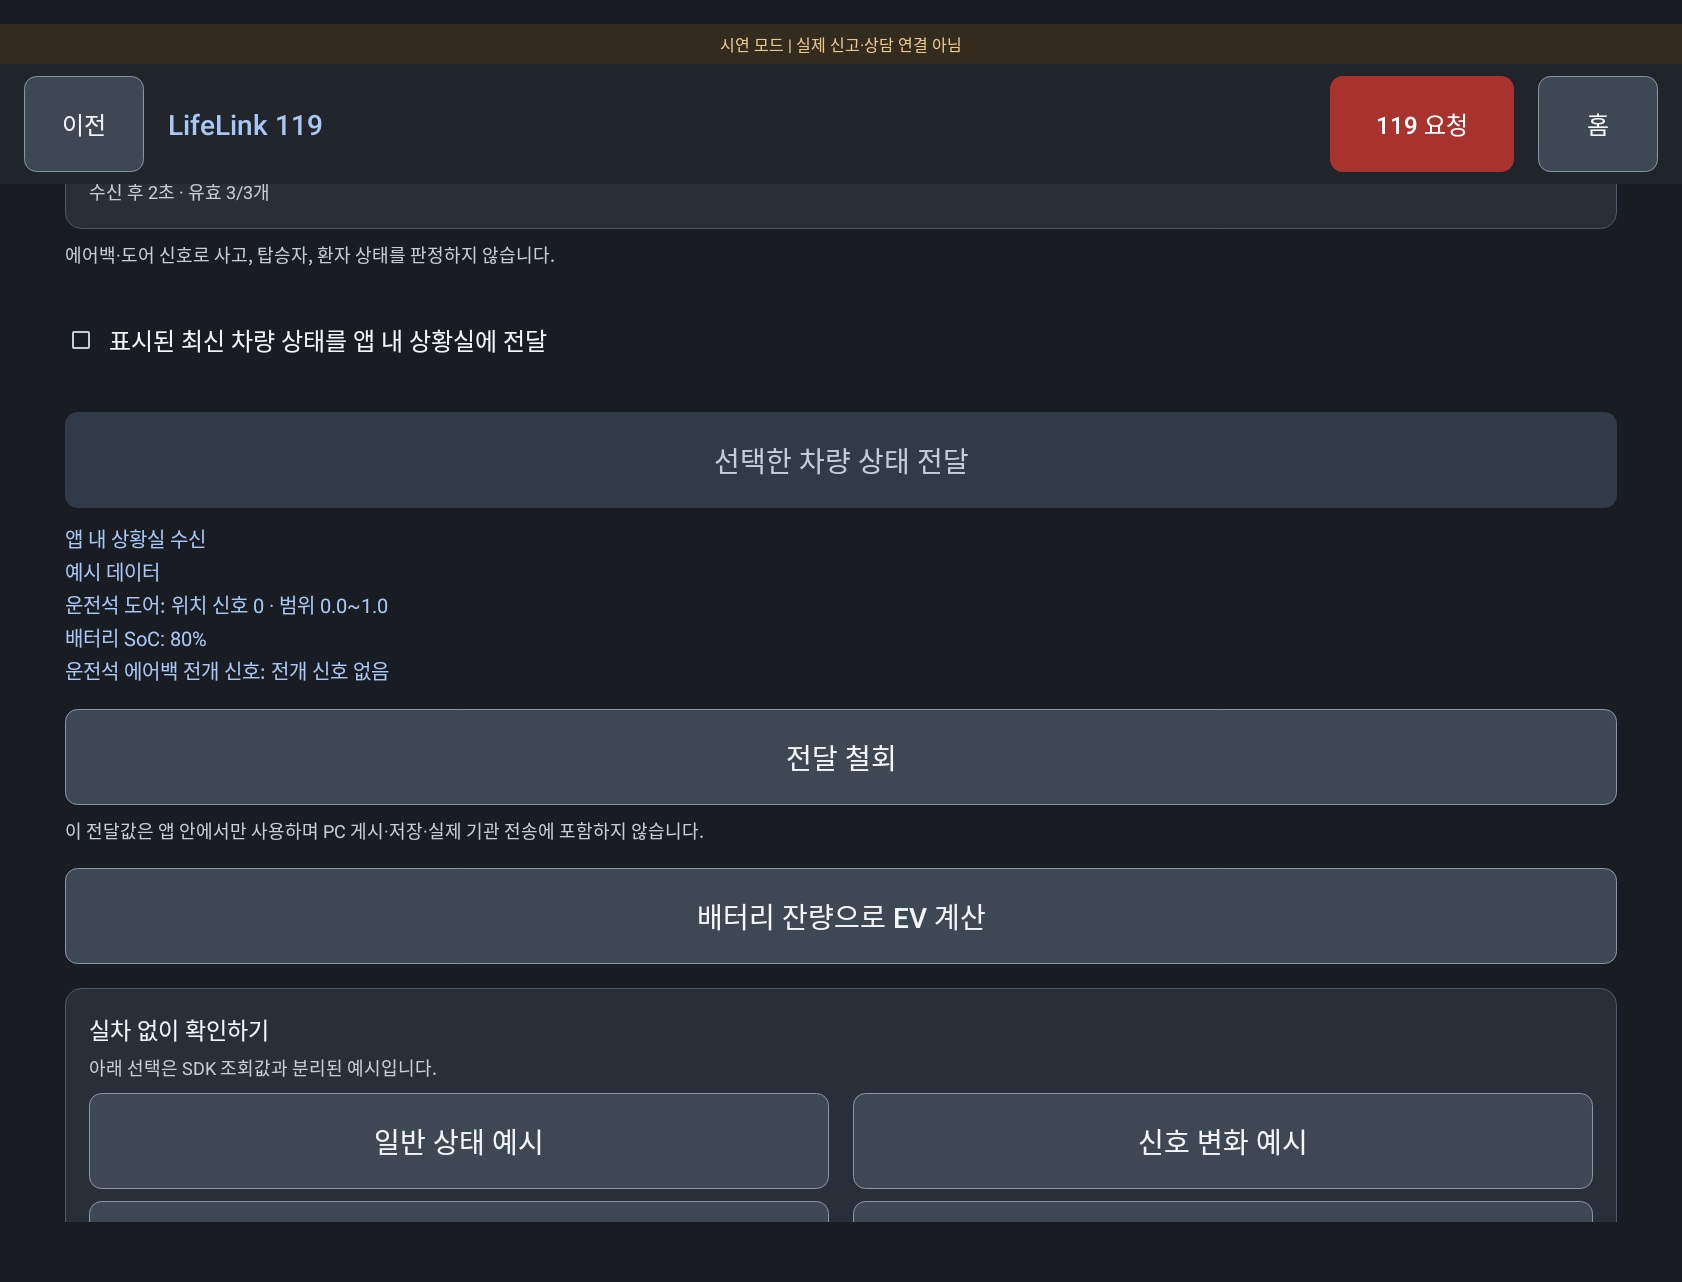 시연 모드 | 실제 신고·상담 연결 아님
이전
LifeLink 119
119 요청
홈
수신 후 2초 · 유효 3/3개
에어백·도어 신호로 사고, 탑승자, 환자 상태를 판정하지 않습니다.
표시된 최신 차량 상태를 앱 내 상황실에 전달
선택한 차량 상태 전달
앱 내 상황실 수신
예시 데이터
운전석 도어: 위치 신호 0 · 범위 0.0~1.0
배터리 SoC: 80%
운전석 에어백 전개 신호: 전개 신호 없음
전달 철회
이 전달값은 앱 안에서만 사용하며 PC 게시·저장·실제 기관 전송에 포함하지 않습니다.
배터리 잔량으로 EV 계산
실차 없이 확인하기
아래 선택은 SDK 조회값과 분리된 예시입니다.
일반 상태 예시
신호 변화 예시